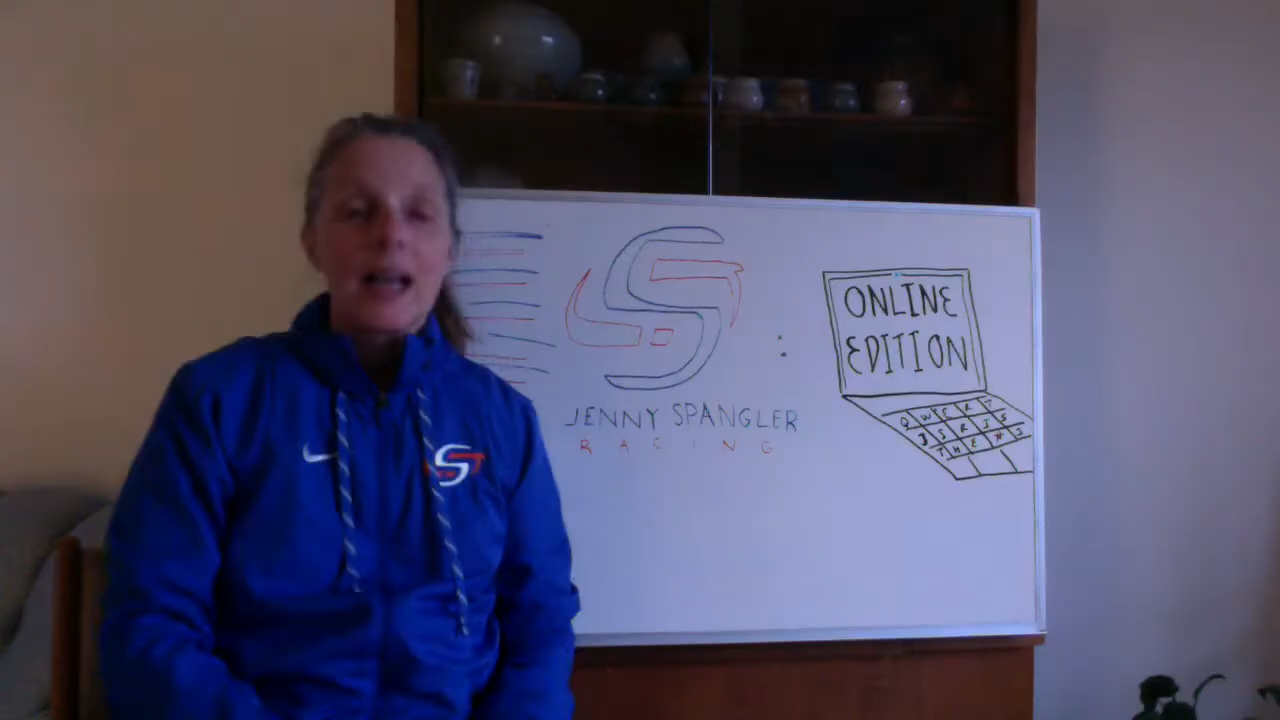 JENNY SPANGLER
RACING
ONLINE
EDITION
Q W E R T
J S R I S
T H E # S